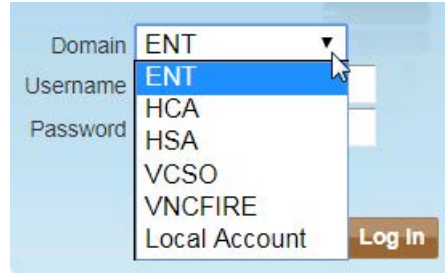 Domain ENT
Username ENT
HCA
Password HSA
VCSO
VNCFIRE
Local Account Log In